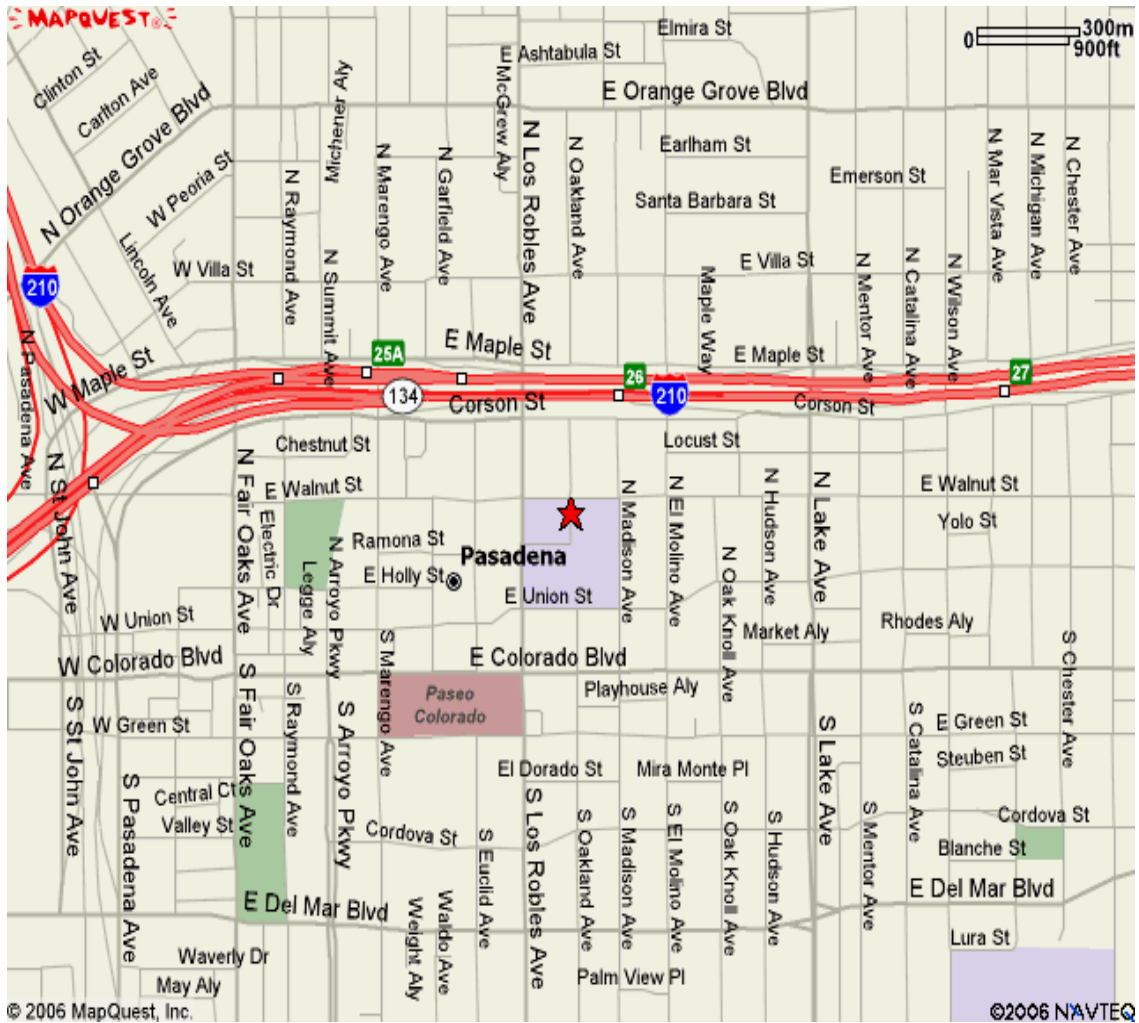 MAPQUEST®
Elmira St
Ashtabula St
0 300m
900ft
Clinton St
Carlton Ave
N Orange Grove Blvd
Michener Aly
E McGrew Aly
E Orange Grove Blvd
N Los Robles Ave
N Oakland Ave
Earlham St
Emerson St
Santa Barbara St
N Mar Vista Ave
N Michigan Ave
N Chester Ave
W Peoria St
N Raymond Ave
N Marengo Ave
N Garfield Ave
Lincoln Ave
W Villa St
N Summit Ave
E Villa St
Maple Way
N Mentor Ave
N Catalina Ave
N Wilson Ave
210
N Pasadena Ave
W Maple St
25A
E Maple St
E Maple St
26
27
134
Corson St
210
Corson St
Chestnut St
Locust St
N St John Ave
N Fair Oaks Ave
E Walnut St
Electric Dr
E Walnut St
Yolo St
N Madison Ave
N El Molino Ave
N Hudson Ave
N Lake Ave
N Oak Knoll Ave
Ramona St
Pasadena
E Holly St
N Arroyo Pkwy
Legge Aly
E Union St
W Union St
Market Aly
Rhodes Aly
W Colorado Blvd
E Colorado Blvd
S Marengo Ave
Paseo
Colorado
Playhouse Aly
S Chester Ave
W Green St
S St John Ave
S Fair Oaks Ave
S Raymond Ave
S Arroyo Pkwy
S Lake Ave
S Catalina Ave
E Green St
Steuben St
El Dorado St
Mira Monte Pl
S Pasadena Ave
Central Ct
Valley St
Cordova St
Cordova St
Blanche St
S Euclid Ave
S Los Robles Ave
S Oakland Ave
S Madison Ave
S El Molino Ave
S Oak Knoll Ave
S Hudson Ave
S Mentor Ave
E Del Mar Blvd
E Del Mar Blvd
Weight Aly
Waldo Ave
Waverly Dr
May Aly
Palm View Pl
Lura St
© 2006 MapQuest, Inc.
©2006 NAVTEQ